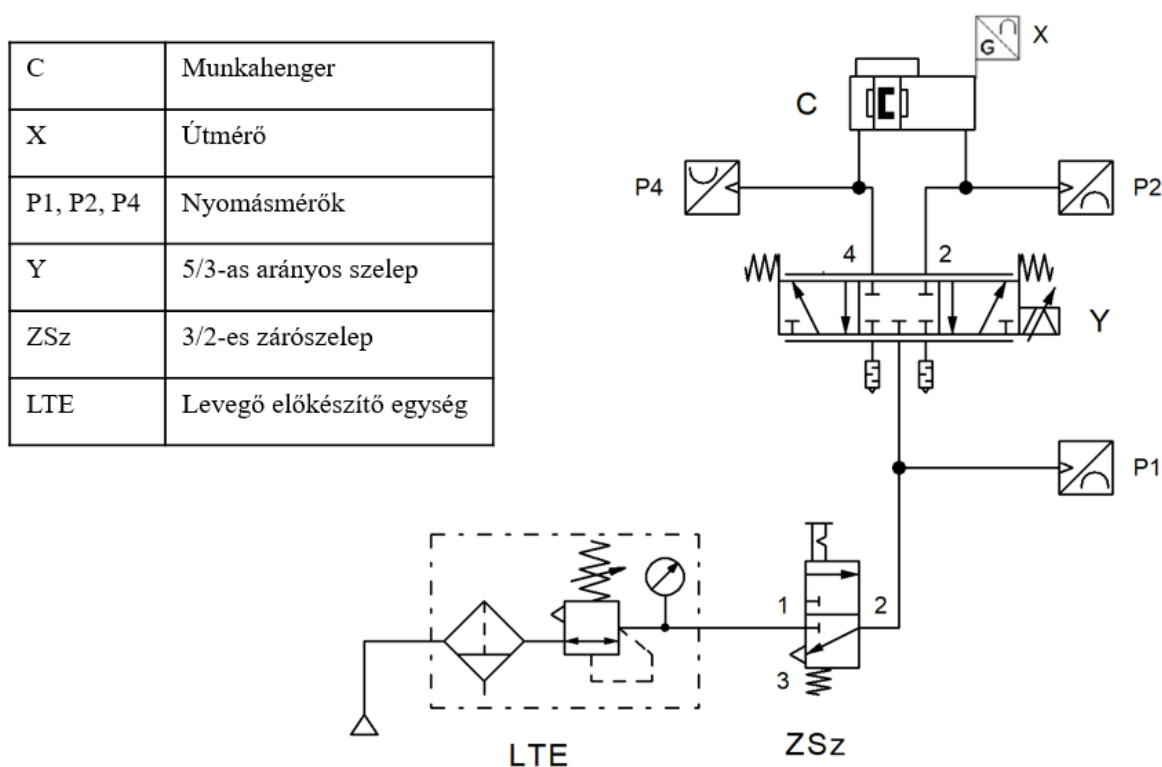 C Munkahenger
X Útmérő
P1, P2, P4 Nyomásmérők
Y 5/3-as arányos szelep
ZSz 3/2-es zárószelep
LTE Levegő előkészítő egység
G X
C
P4 P2
4 2
Y
P1
1 2
3
LTE ZSz